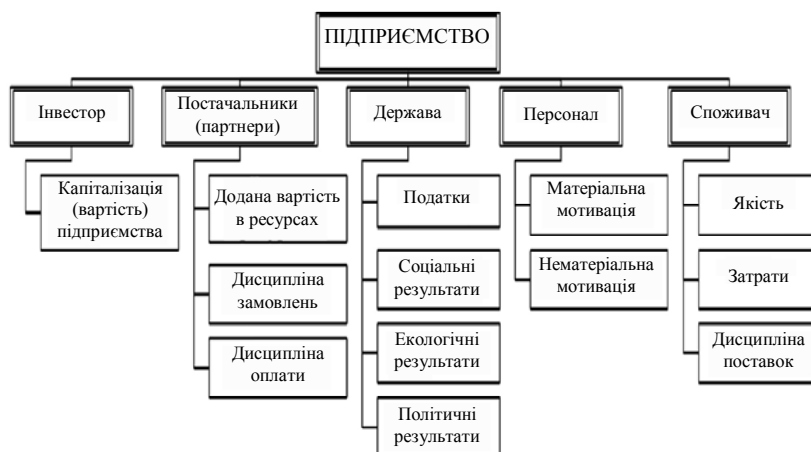 ПІДПРИЄМСТВО
Інвестор
Постачальники
(партнери)
Держава
Персонал
Споживач
Капіталізація
(вартість)
підприємства
Додана вартість
в ресурсах
Дисципліна
замовлень
Дисципліна
оплати
Податки
Соціальні
результати
Екологічні
результати
Політичні
результати
Матеріальна
мотивація
Нематеріальна
мотивація
Якість
Затрати
Дисципліна
поставок